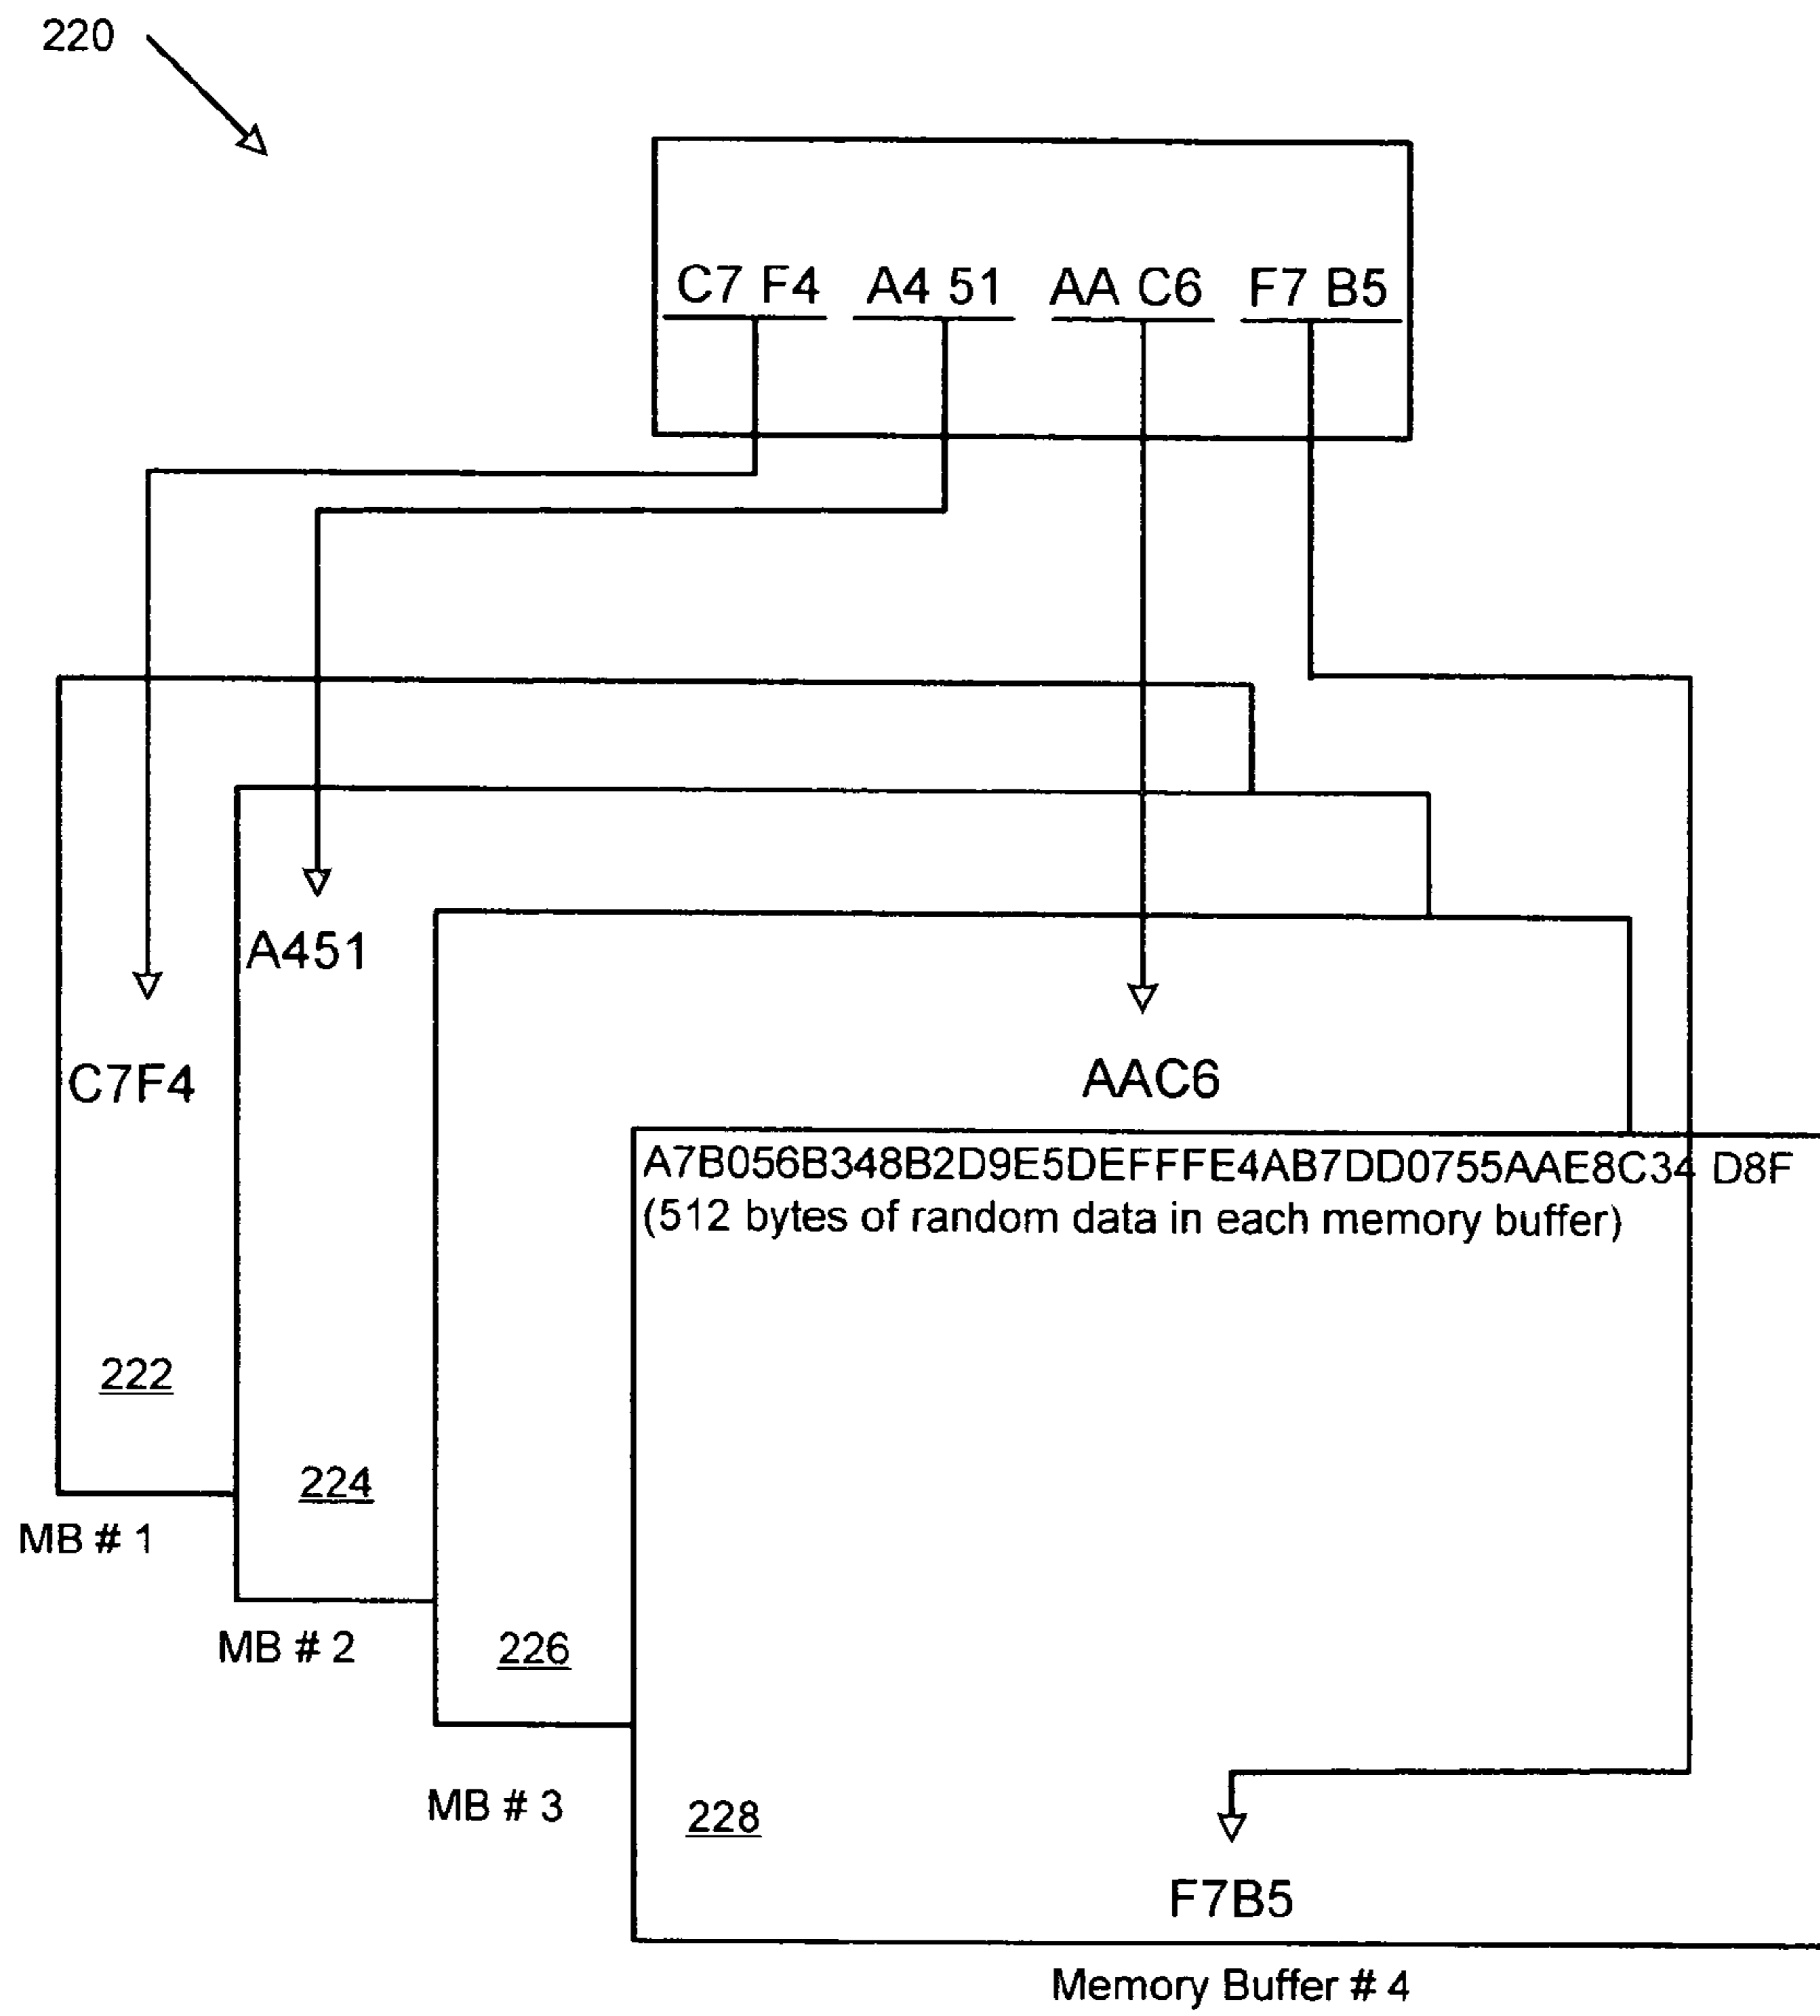 220
C7 F4 A4 51 AA C6 F7 B5
A451
C7F4
AAC6
A7B056B348B2D9E5DEFFFE4AB7DD0755AAE8C34 D8F
(512 bytes of random data in each memory buffer)
222
224
MB # 1
226
MB # 2
MB # 3
228
F7B5
Memory Buffer # 4